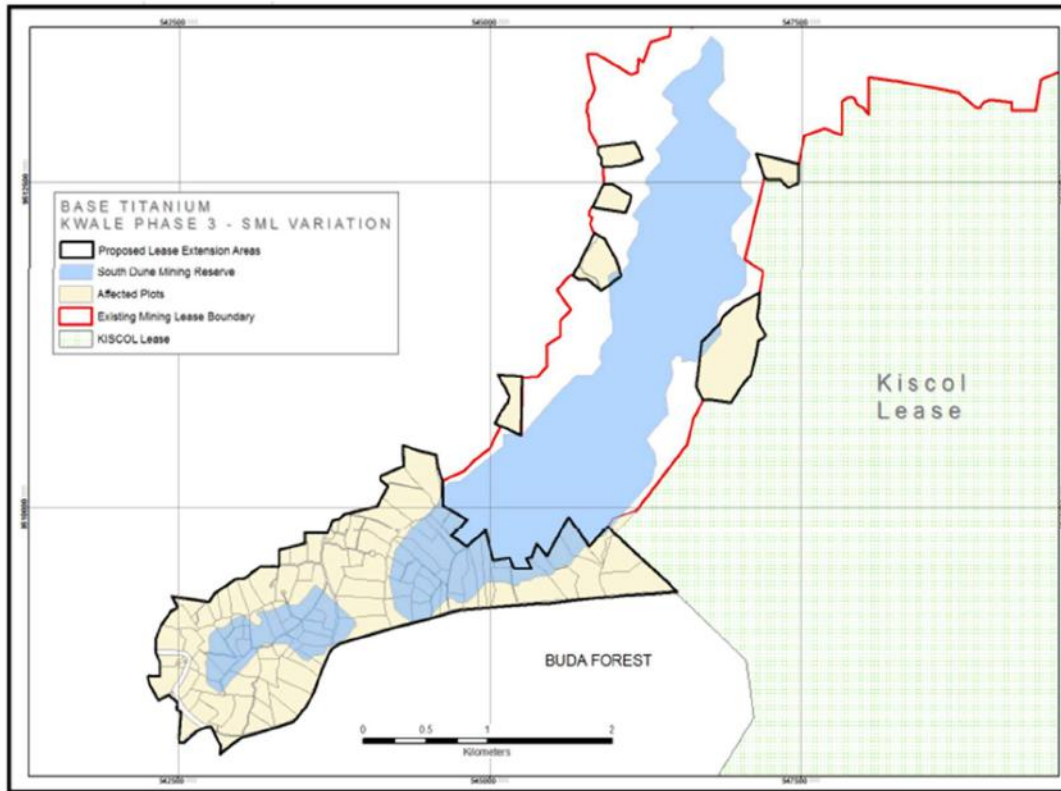 542500
545000
547500
9512500
BASE TITANIUM
KWALE PHASE 3 - SML VARIATION
Proposed Lease Extension Areas
South Dune Mining Reserve
Affected Plots
Existing Mining Lease Boundary
KISCOL Lease
Kiscol
Lease
9510000
BUDA FOREST
0 0.5 1 2
Kilometers
542500
545000
547500